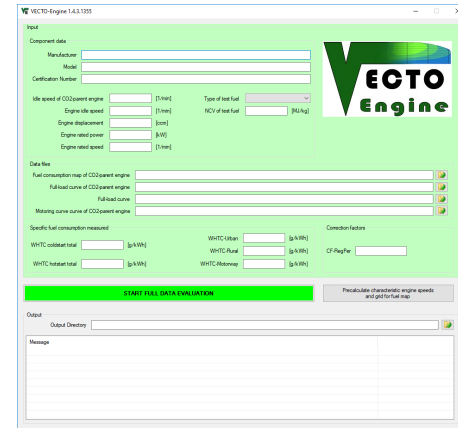 VECTO-Engine 1.4.3.1355
Input
Component data
Manufacturer
Model
Certification Number
VECTO
Engine
Idle speed of CO2-parent engine [1/min] Type of test fuel
Engine idle speed [1/min] NCV of test fuel [MJ/kg]
Engine displacement [ccm]
Engine rated power [kW]
Engine rated speed [1/min]
Data files
Fuel consumption map of CO2-parent engine
Full-load curve of CO2-parent engine
Full-load curve
Motoring curve curve of CO2-parent engine
Specific fuel consumption measured
Correction factors
WHTC coldstart total [g/kWh]
WHTC-Urban [g/kWh]
WHTC-Rural [g/kWh]
CF-RegPer
WHTC hotstart total [g/kWh]
WHTC-Motorway [g/kWh]
START FULL DATA EVALUATION
Precalculate characteristic engine speeds
and grid for fuel map
Output
Output Directory
Message